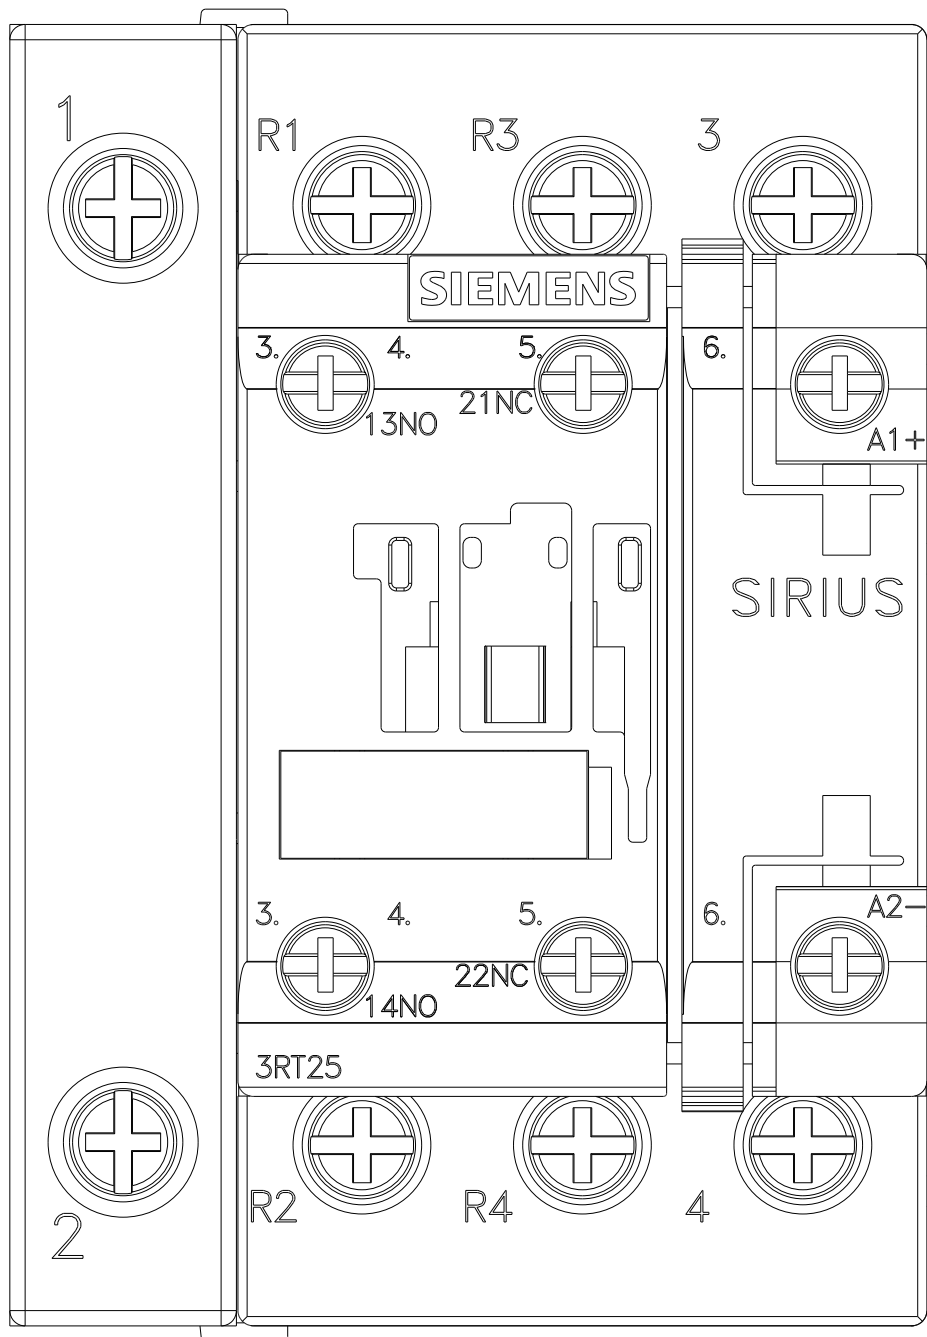 1
R1 R3 3
SIEMENS
3. 4. 5. 6.
21NC
13NO
A1+
SIRIUS
A2-
3. 4. 5. 6.
22NC
14NO
3RT25
R2 R4 4
2